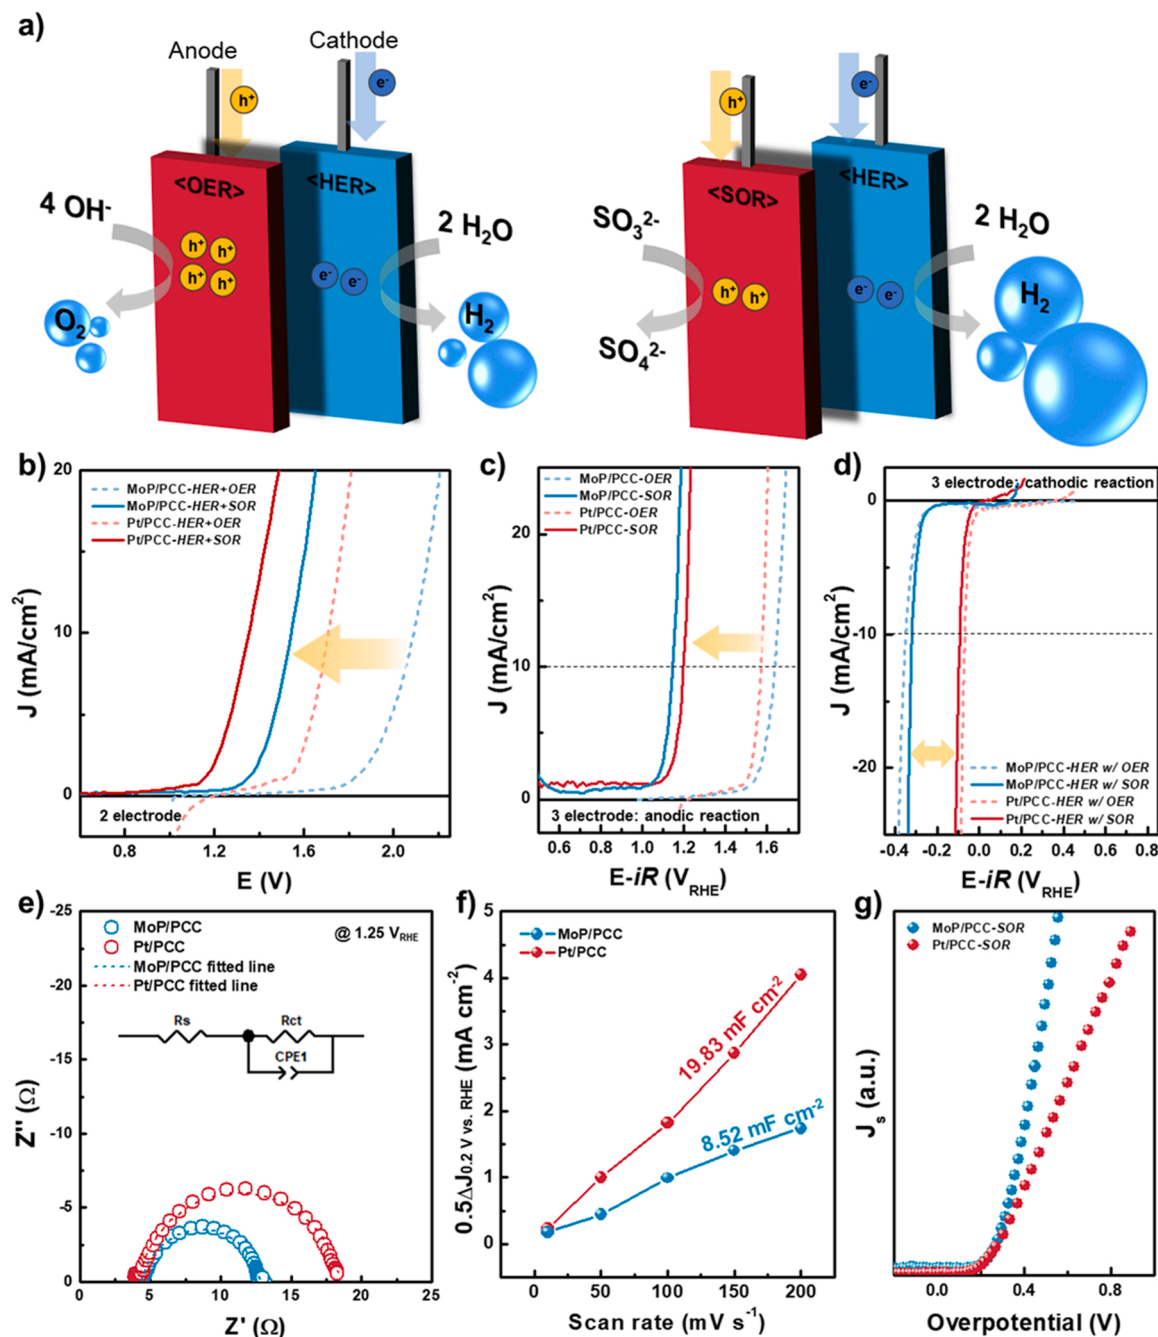 a)
Anode
Cathode
h⁺
e⁻
h⁺
e⁻
<OER>
<HER>
<SOR>
<HER>
4 OH⁻
2 H₂O
SO₃²⁻
2 H₂O
h⁺ h⁺
h⁺ h⁺
e⁻ e⁻
h⁺ h⁺
e⁻ e⁻
O₂
H₂
SO₄²⁻
H₂
b)
20
10
0
J (mA/cm²)
MoP/PCC-HER+OER
MoP/PCC-HER+SOR
Pt/PCC-HER+OER
Pt/PCC-HER+SOR
2 electrode
0.8 1.2 1.6 2.0
E (V)
c)
20
10
0
J (mA/cm²)
MoP/PCC-OER
MoP/PCC-SOR
Pt/PCC-OER
Pt/PCC-SOR
3 electrode: anodic reaction
0.6 0.8 1.0 1.2 1.4 1.6
E-iR (V_RHE)
d)
3 electrode: cathodic reaction
0
-10
-20
J (mA/cm²)
MoP/PCC-HER w/ OER
MoP/PCC-HER w/ SOR
Pt/PCC-HER w/ OER
Pt/PCC-HER w/ SOR
-0.4 -0.2 0.0 0.2 0.4 0.6 0.8
E-iR (V_RHE)
e)
-25
-20
-15
-10
-5
0
Z'' (Ω)
MoP/PCC
Pt/PCC
MoP/PCC fitted line
Pt/PCC fitted line
@ 1.25 V_RHE
Rs
Rct
CPE1
0 5 10 15 20 25
Z' (Ω)
f)
5
4
3
2
1
0
0.5ΔJ0.2 V vs. RHE (mA cm⁻²)
MoP/PCC
Pt/PCC
19.83 mF cm⁻²
8.52 mF cm⁻²
0 50 100 150 200
Scan rate (mV s⁻¹)
g)
Jₛ (a.u.)
MoP/PCC-SOR
Pt/PCC-SOR
0.0 0.4 0.8
Overpotential (V)